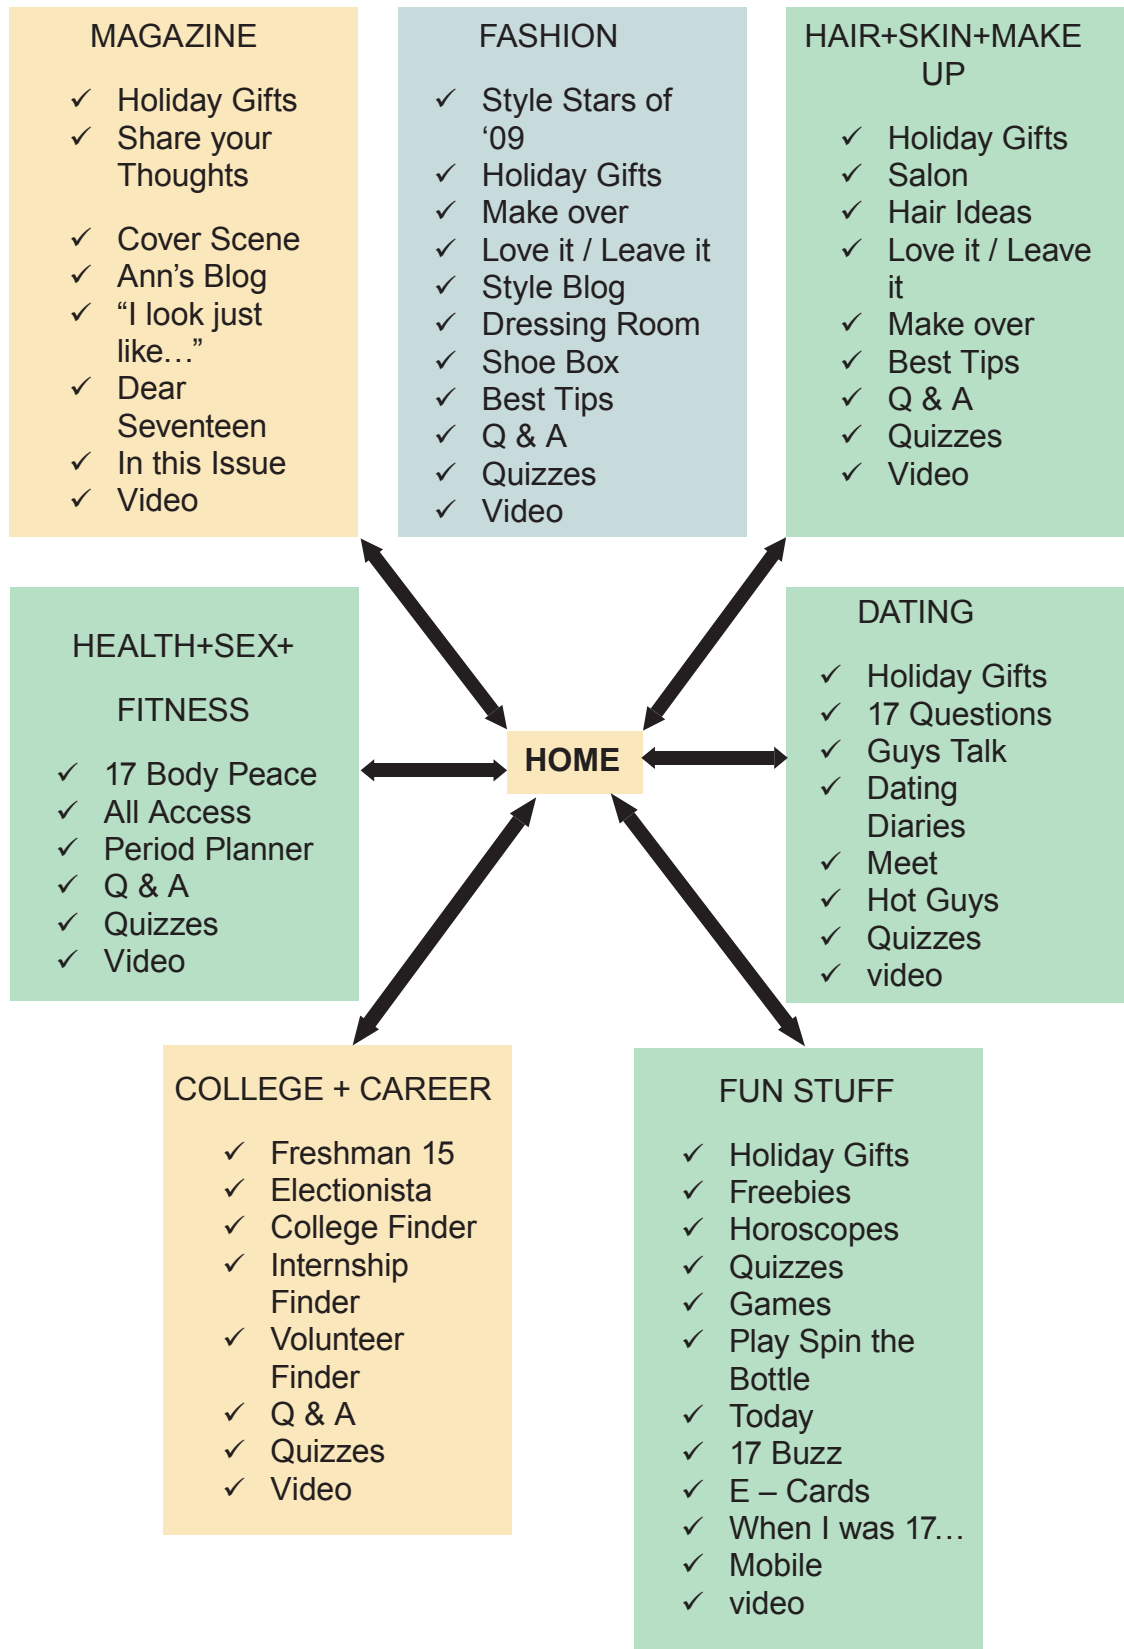 MAGAZINE
✓ Holiday Gifts
✓ Share your
Thoughts
✓ Cover Scene
✓ Ann’s Blog
✓ “I look just
like…”
✓ Dear
Seventeen
✓ In this Issue
✓ Video
FASHION
✓ Style Stars of
‘09
✓ Holiday Gifts
✓ Make over
✓ Love it / Leave it
✓ Style Blog
✓ Dressing Room
✓ Shoe Box
✓ Best Tips
✓ Q & A
✓ Quizzes
✓ Video
HAIR+SKIN+MAKE
UP
✓ Holiday Gifts
✓ Salon
✓ Hair Ideas
✓ Love it / Leave
it
✓ Make over
✓ Best Tips
✓ Q & A
✓ Quizzes
✓ Video
HEALTH+SEX+
FITNESS
✓ 17 Body Peace
✓ All Access
✓ Period Planner
✓ Q & A
✓ Quizzes
✓ Video
HOME
DATING
✓ Holiday Gifts
✓ 17 Questions
✓ Guys Talk
✓ Dating
Diaries
✓ Meet
✓ Hot Guys
✓ Quizzes
✓ video
COLLEGE + CAREER
✓ Freshman 15
✓ Electionista
✓ College Finder
✓ Internship
Finder
✓ Volunteer
Finder
✓ Q & A
✓ Quizzes
✓ Video
FUN STUFF
✓ Holiday Gifts
✓ Freebies
✓ Horoscopes
✓ Quizzes
✓ Games
✓ Play Spin the
Bottle
✓ Today
✓ 17 Buzz
✓ E – Cards
✓ When I was 17…
✓ Mobile
✓ video